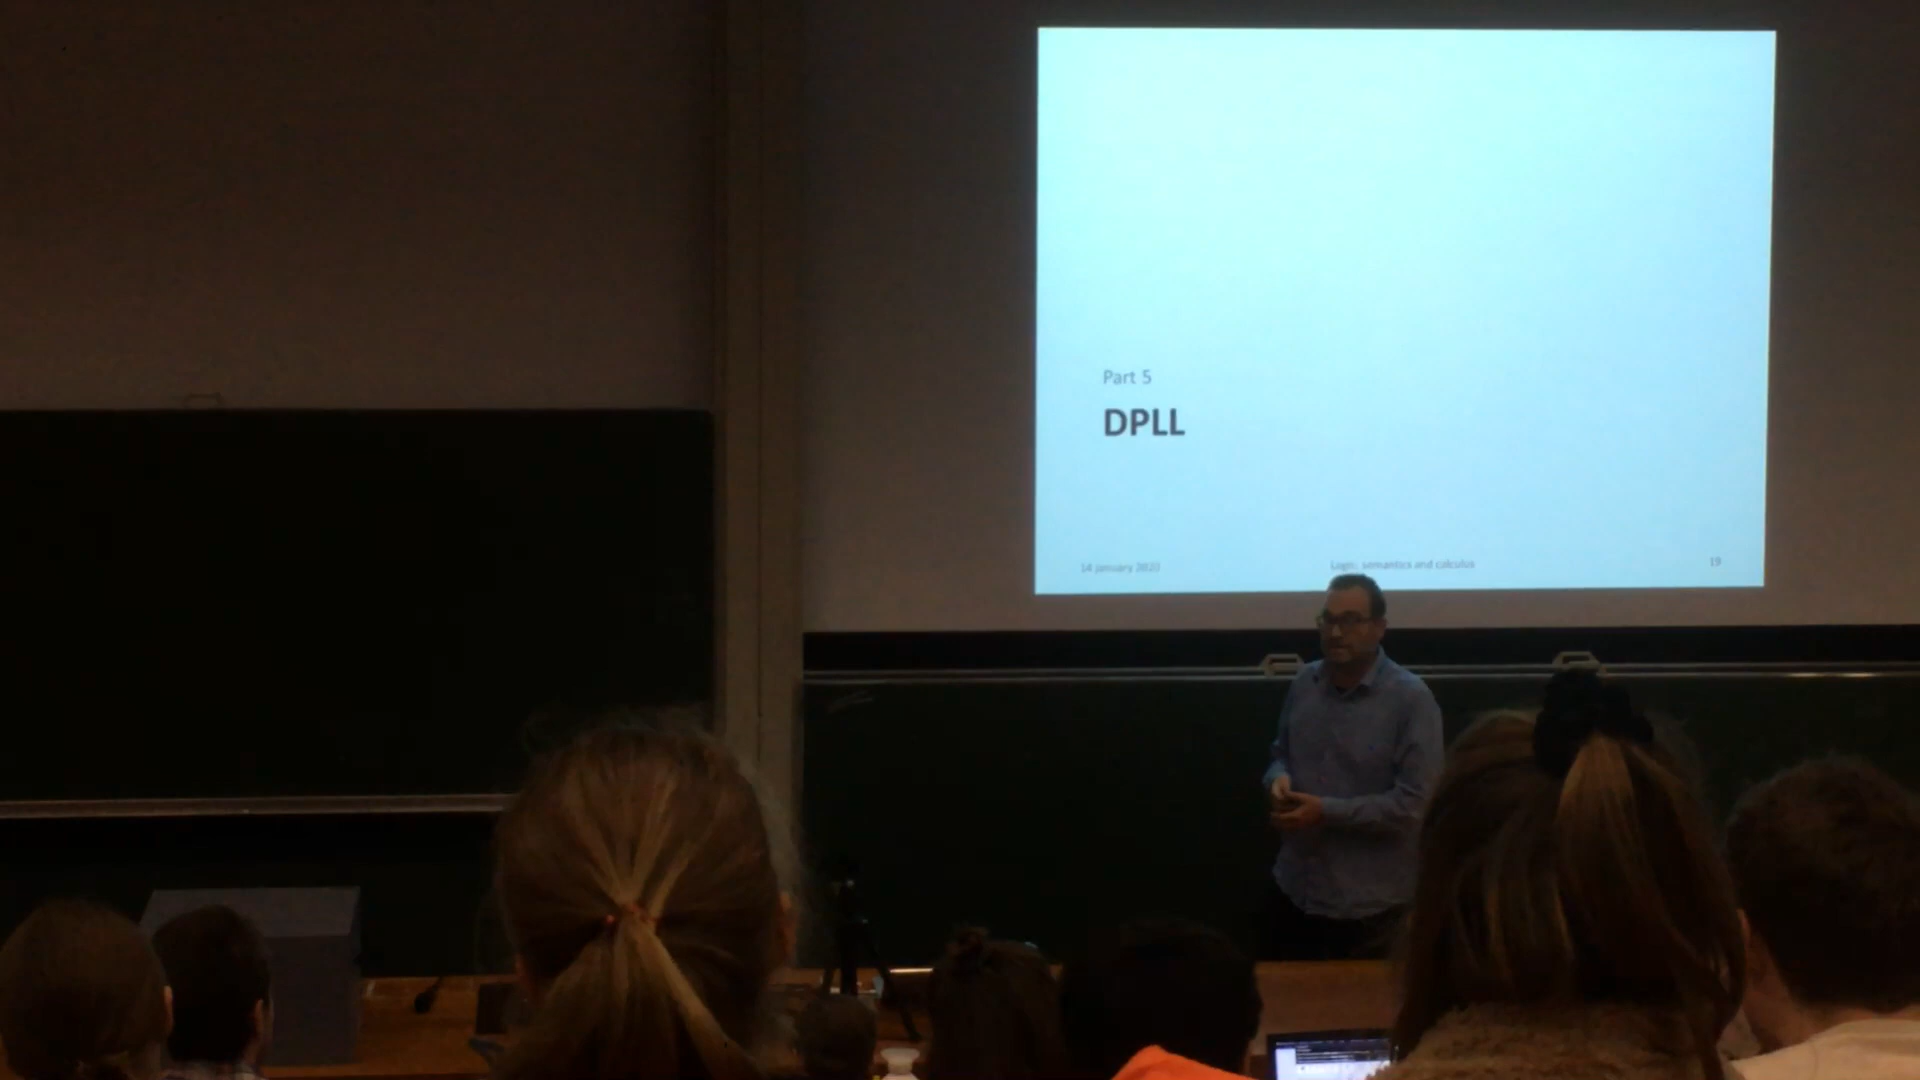 Part 5
DPLL
14 january 2020
Logic: semantics and calculus
19